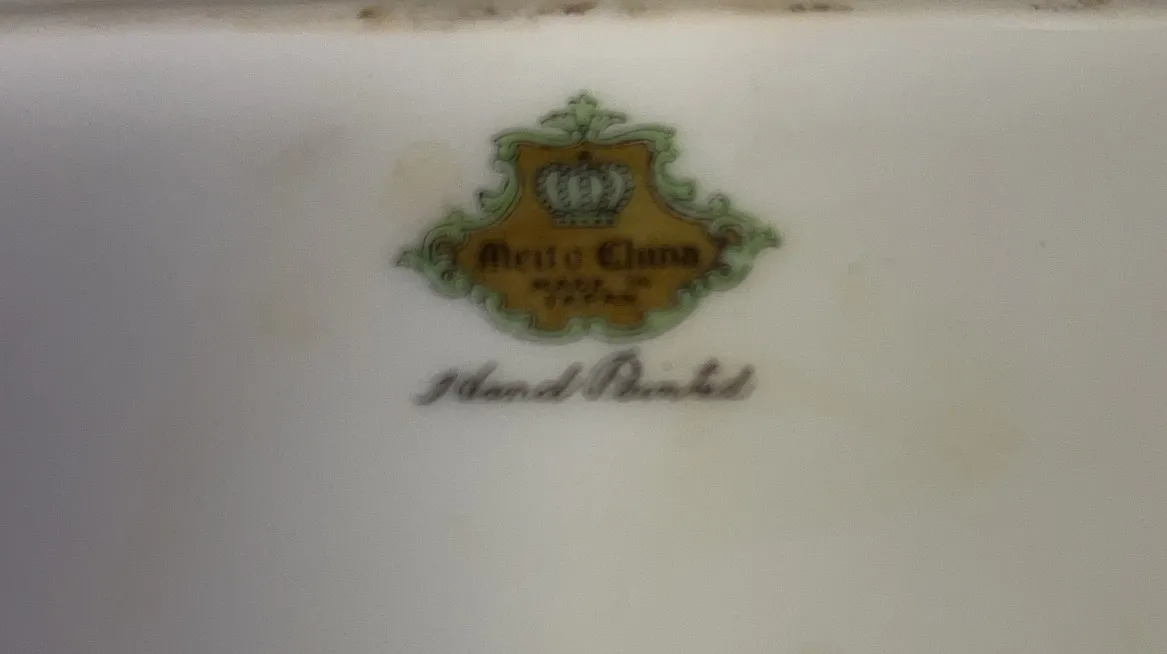 Meito China
MADE IN
JAPAN
Hand Painted